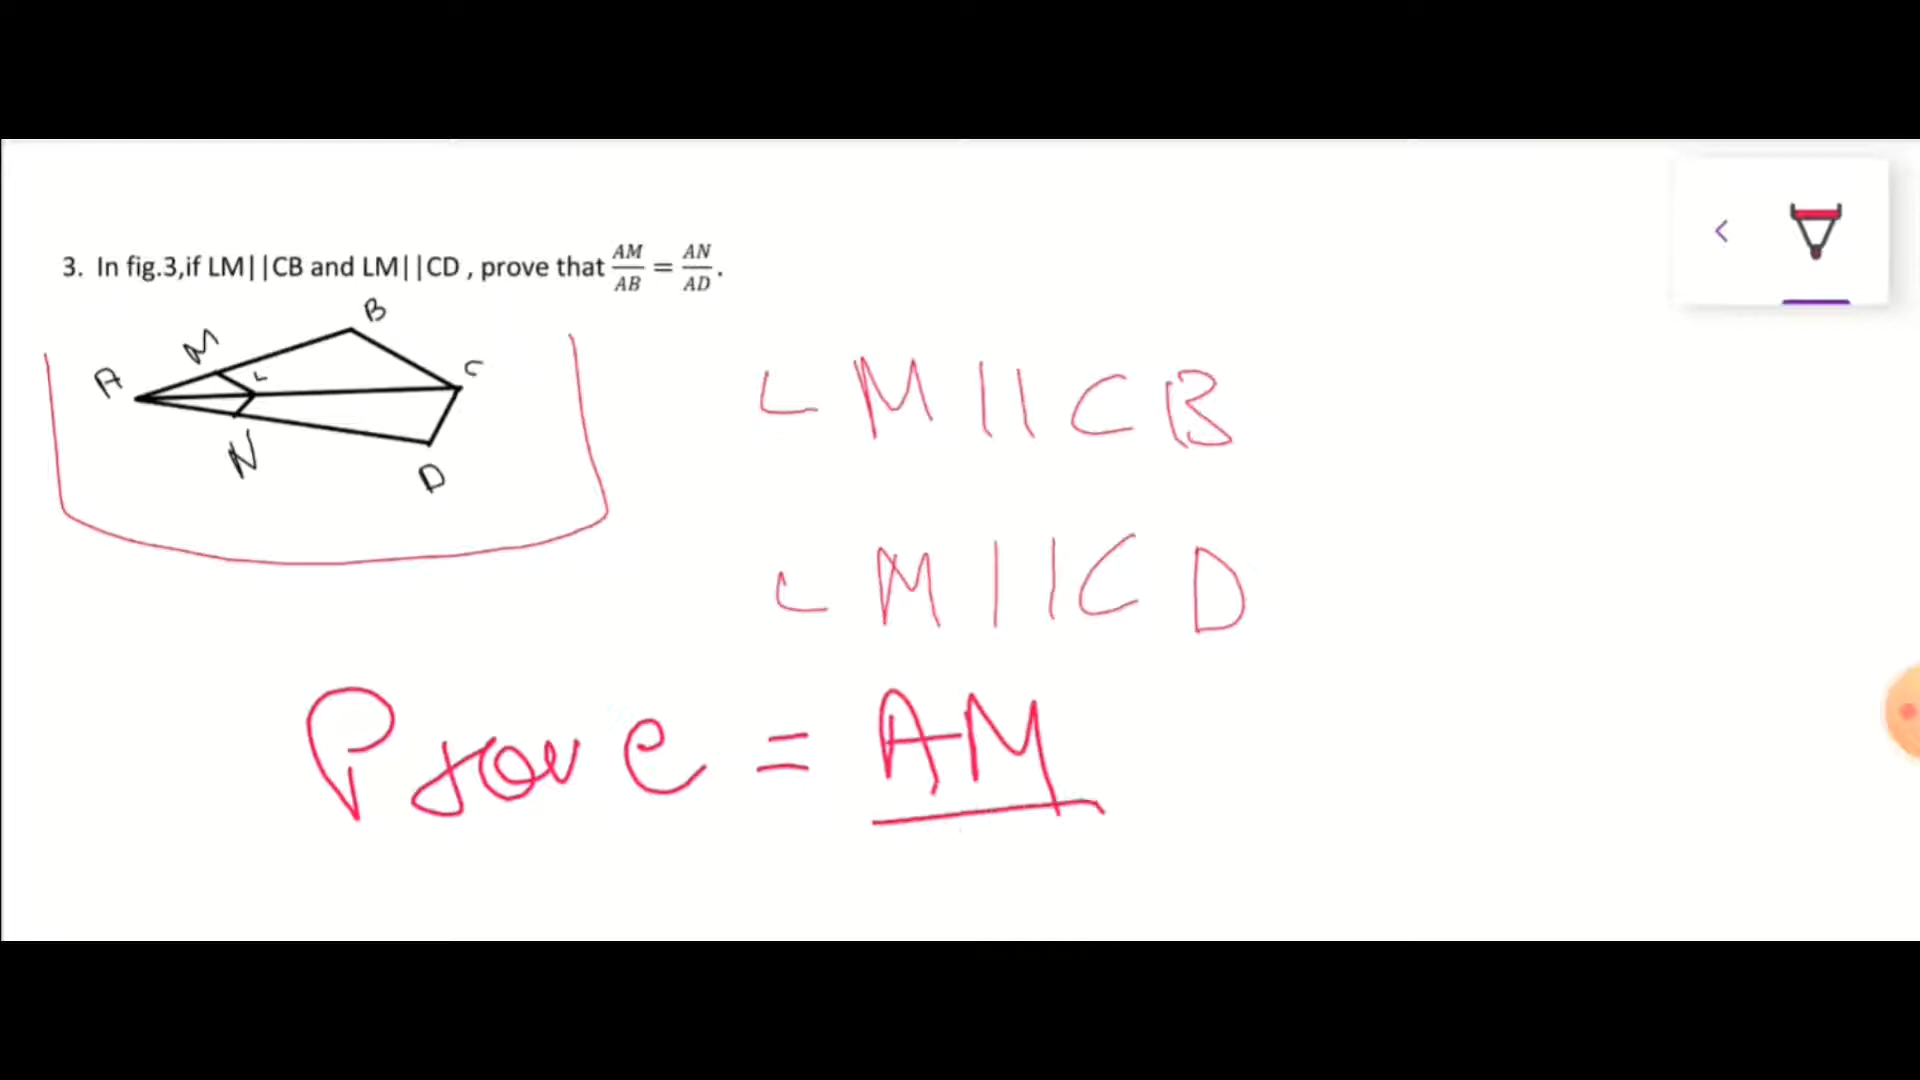 3. In fig.3,if LM||CB and LM||CD , prove that AM/AB = AN/AD.
B
M
A
L
C
N
D
LM||CB
LM||CD
Prove = AM